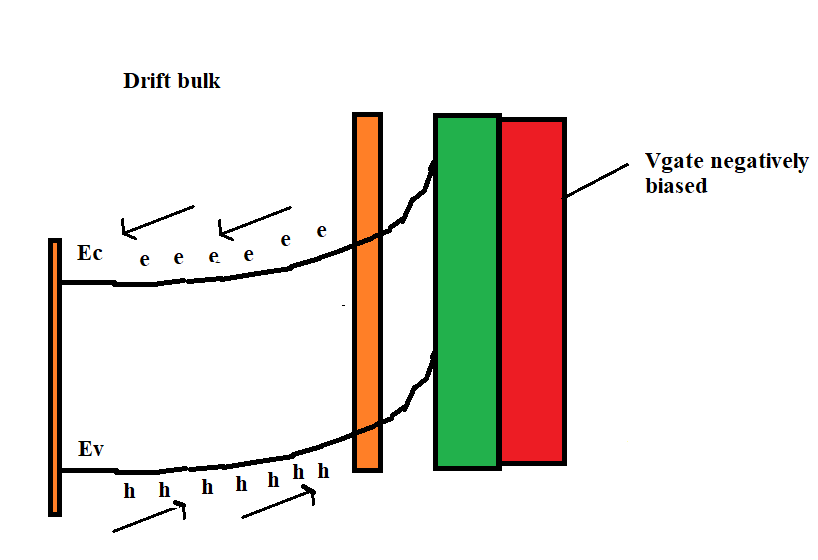 Drift bulk
Vgate negatively
biased
Ec
e e e e e e
Ev
h h h h h h h